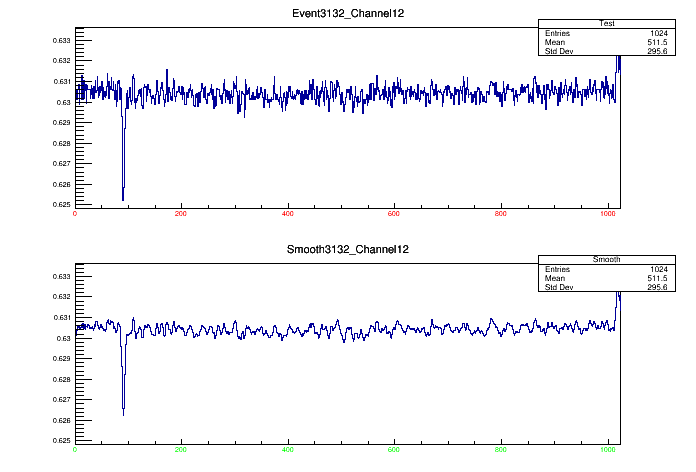 Event3132_Channel12
Test
Entries 1024
Mean 511.5
Std Dev 295.6
0.633
0.632
0.631
0.63
0.629
0.628
0.627
0.626
0.625
0 200 400 600 800 1000
Smooth3132_Channel12
Smooth
Entries 1024
Mean 511.5
Std Dev 295.6
0.633
0.632
0.631
0.63
0.629
0.628
0.627
0.626
0.625
0 200 400 600 800 1000